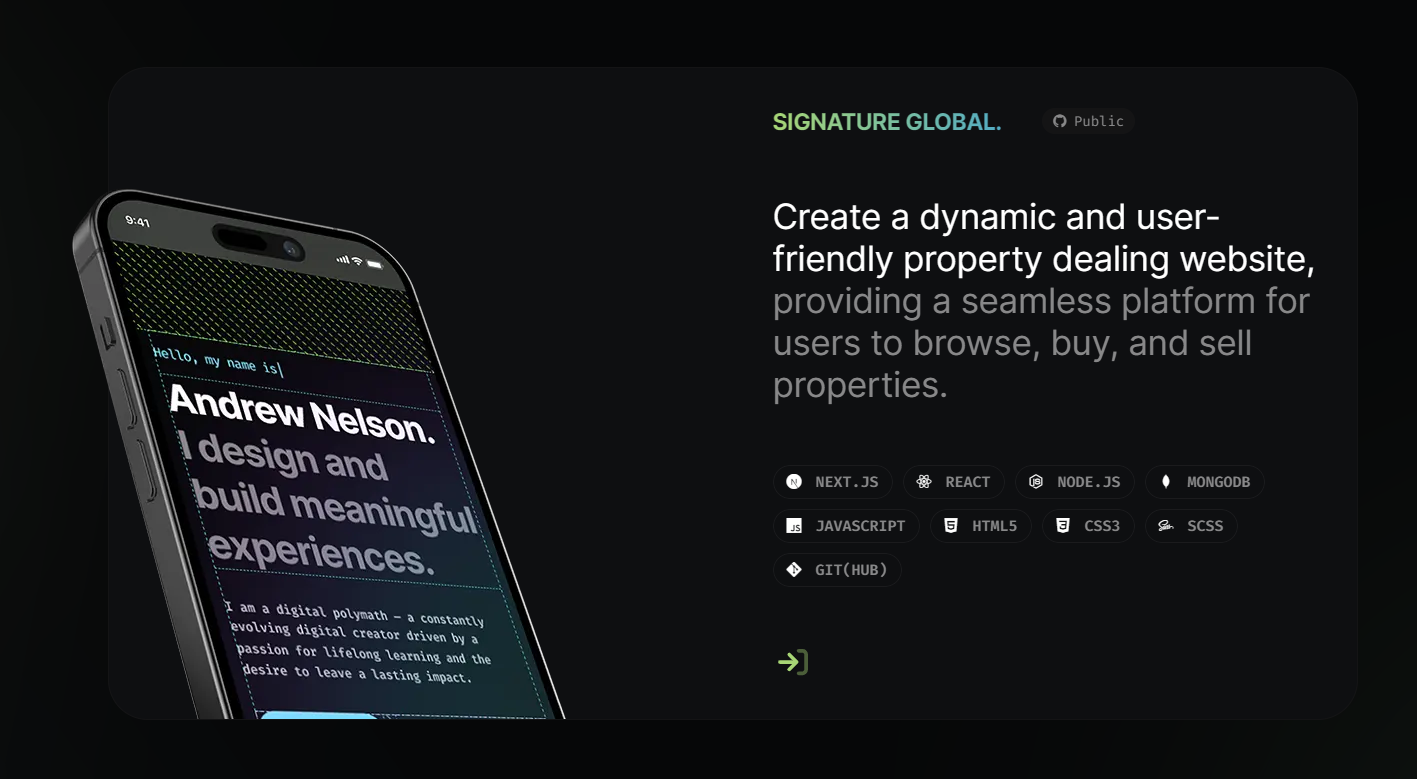 SIGNATURE GLOBAL.
Public
Create a dynamic and user-
friendly property dealing website,
providing a seamless platform for
users to browse, buy, and sell
properties.
NEXT.JS
REACT
NODE.JS
MONGODB
JAVASCRIPT
HTML5
CSS3
SCSS
GIT(HUB)
9:41
Hello, my name is|
Andrew Nelson.
I design and
build meaningful
experiences.
I am a digital polymath — a constantly
evolving digital creator driven by a
passion for lifelong learning and the
desire to leave a lasting impact.